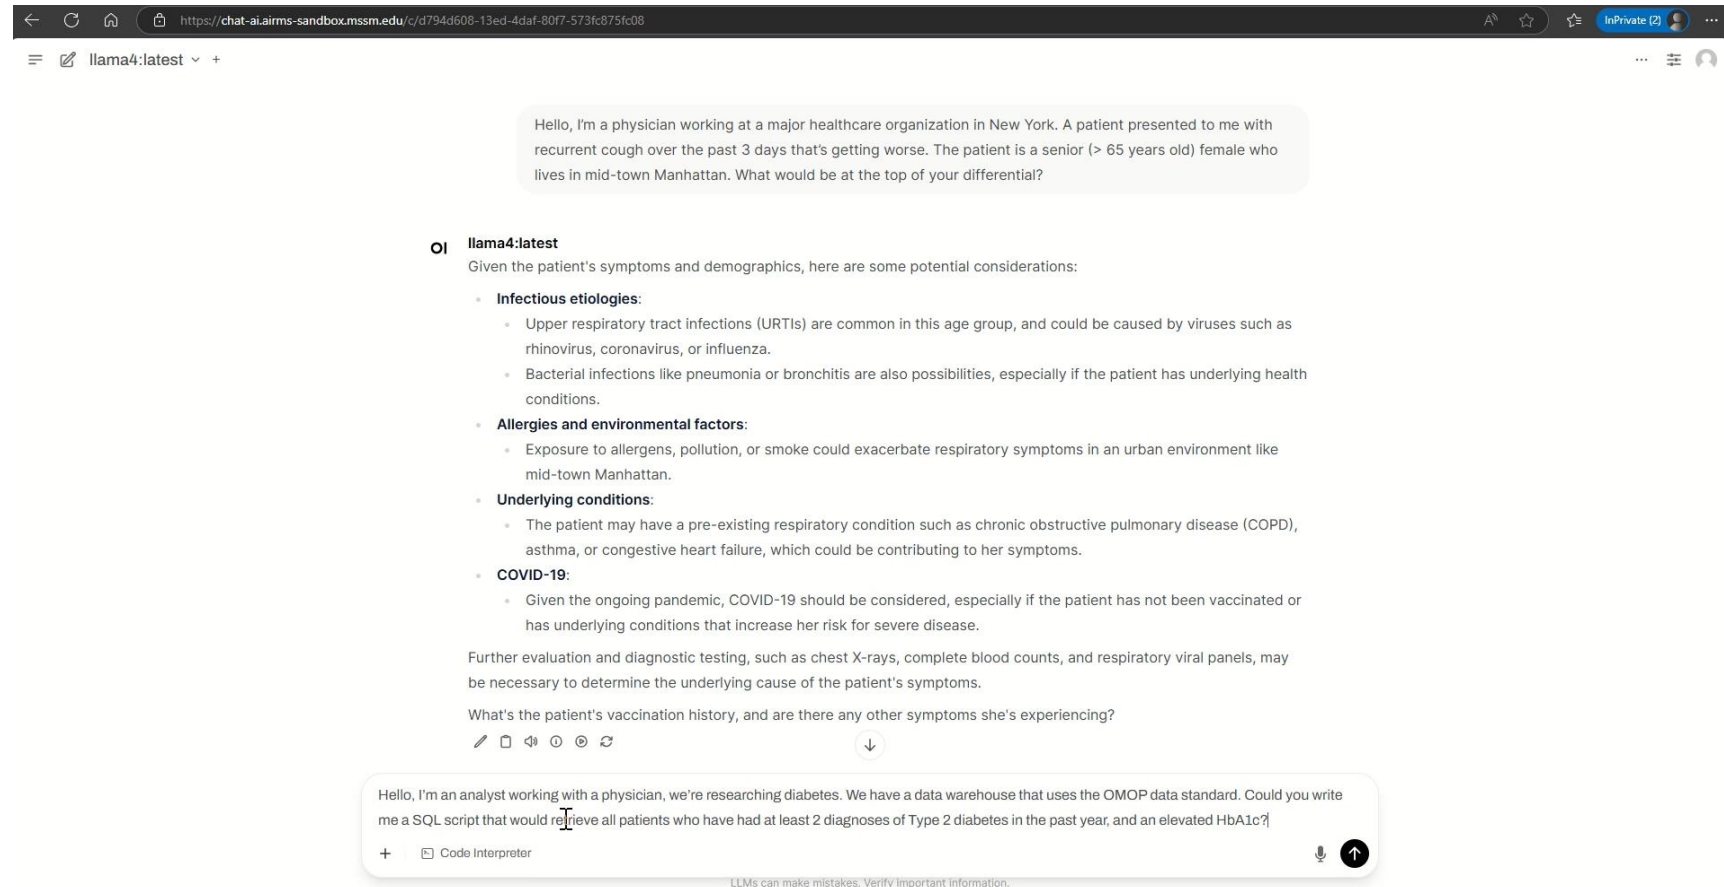 https://chat-ai.airms-sandbox.mssm.edu/c/d794d608-13ed-4daf-80f7-573fc875fc08
InPrivate (2)
llama4:latest
Hello, I'm a physician working at a major healthcare organization in New York. A patient presented to me with
recurrent cough over the past 3 days that's getting worse. The patient is a senior (> 65 years old) female who
lives in mid-town Manhattan. What would be at the top of your differential?
OI
llama4:latest
Given the patient's symptoms and demographics, here are some potential considerations:
Infectious etiologies:
Upper respiratory tract infections (URTIs) are common in this age group, and could be caused by viruses such as
rhinovirus, coronavirus, or influenza.
Bacterial infections like pneumonia or bronchitis are also possibilities, especially if the patient has underlying health
conditions.
Allergies and environmental factors:
Exposure to allergens, pollution, or smoke could exacerbate respiratory symptoms in an urban environment like
mid-town Manhattan.
Underlying conditions:
The patient may have a pre-existing respiratory condition such as chronic obstructive pulmonary disease (COPD),
asthma, or congestive heart failure, which could be contributing to her symptoms.
COVID-19:
Given the ongoing pandemic, COVID-19 should be considered, especially if the patient has not been vaccinated or
has underlying conditions that increase her risk for severe disease.
Further evaluation and diagnostic testing, such as chest X-rays, complete blood counts, and respiratory viral panels, may
be necessary to determine the underlying cause of the patient's symptoms.
What's the patient's vaccination history, and are there any other symptoms she's experiencing?
Hello, I'm an analyst working with a physician, we're researching diabetes. We have a data warehouse that uses the OMOP data standard. Could you write
me a SQL script that would retrieve all patients who have had at least 2 diagnoses of Type 2 diabetes in the past year, and an elevated HbA1c?
Code Interpreter
LLMs can make mistakes. Verify important information.